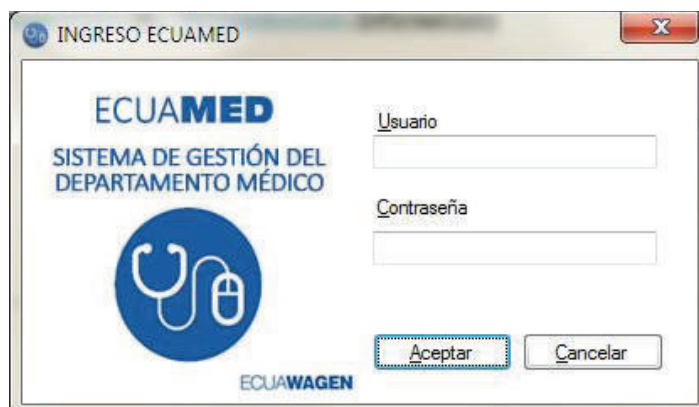 INGRESO ECUAMED
ECUAMED
SISTEMA DE GESTIÓN DEL
DEPARTAMENTO MÉDICO
ECUAWAGEN
Usuario
Contraseña
Aceptar
Cancelar